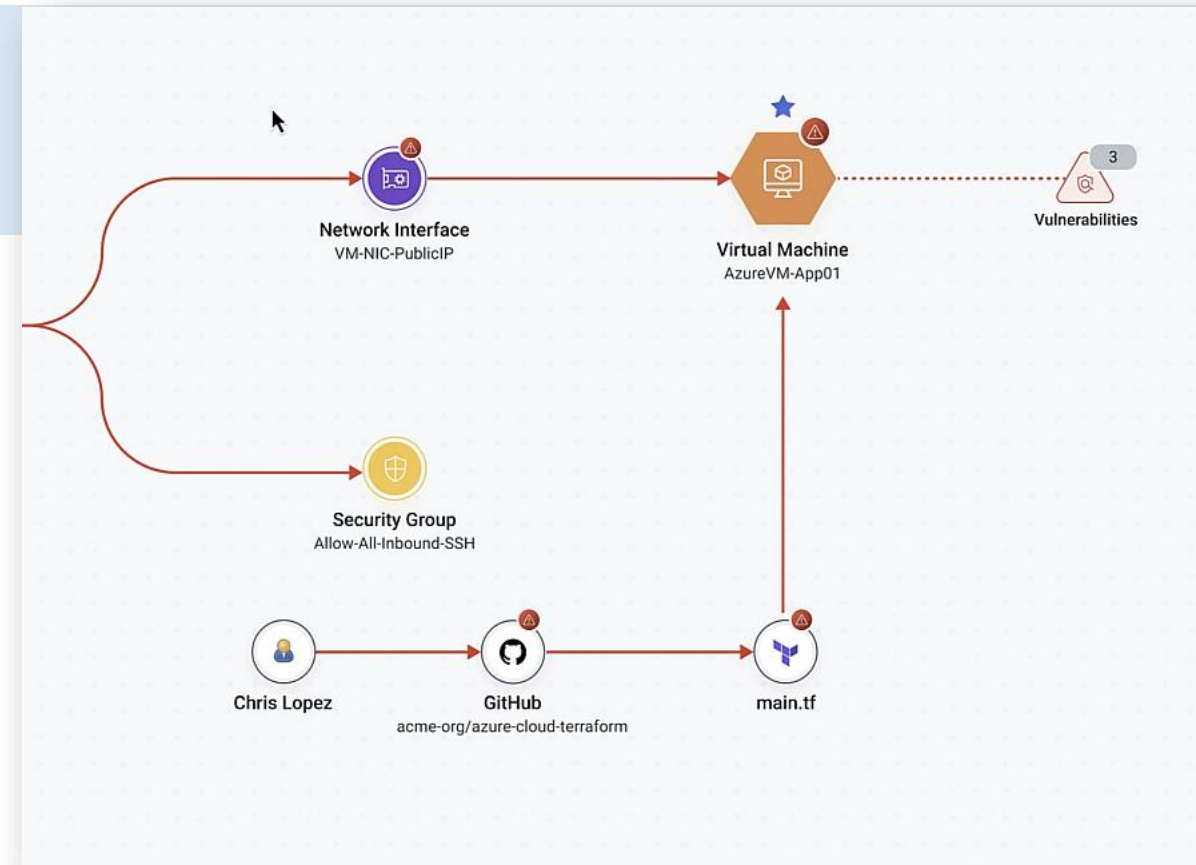 3
Network Interface
VM-NIC-PublicIP
Virtual Machine
AzureVM-App01
Vulnerabilities
Security Group
Allow-All-Inbound-SSH
Chris Lopez
GitHub
acme-org/azure-cloud-terraform
main.tf